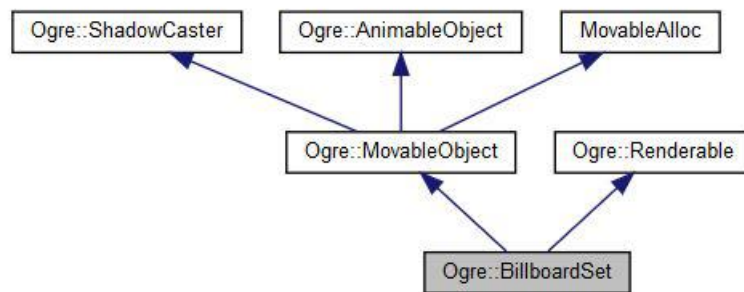 Ogre::ShadowCaster
Ogre::AnimableObject
MovableAlloc
Ogre::MovableObject
Ogre::Renderable
Ogre::BillboardSet